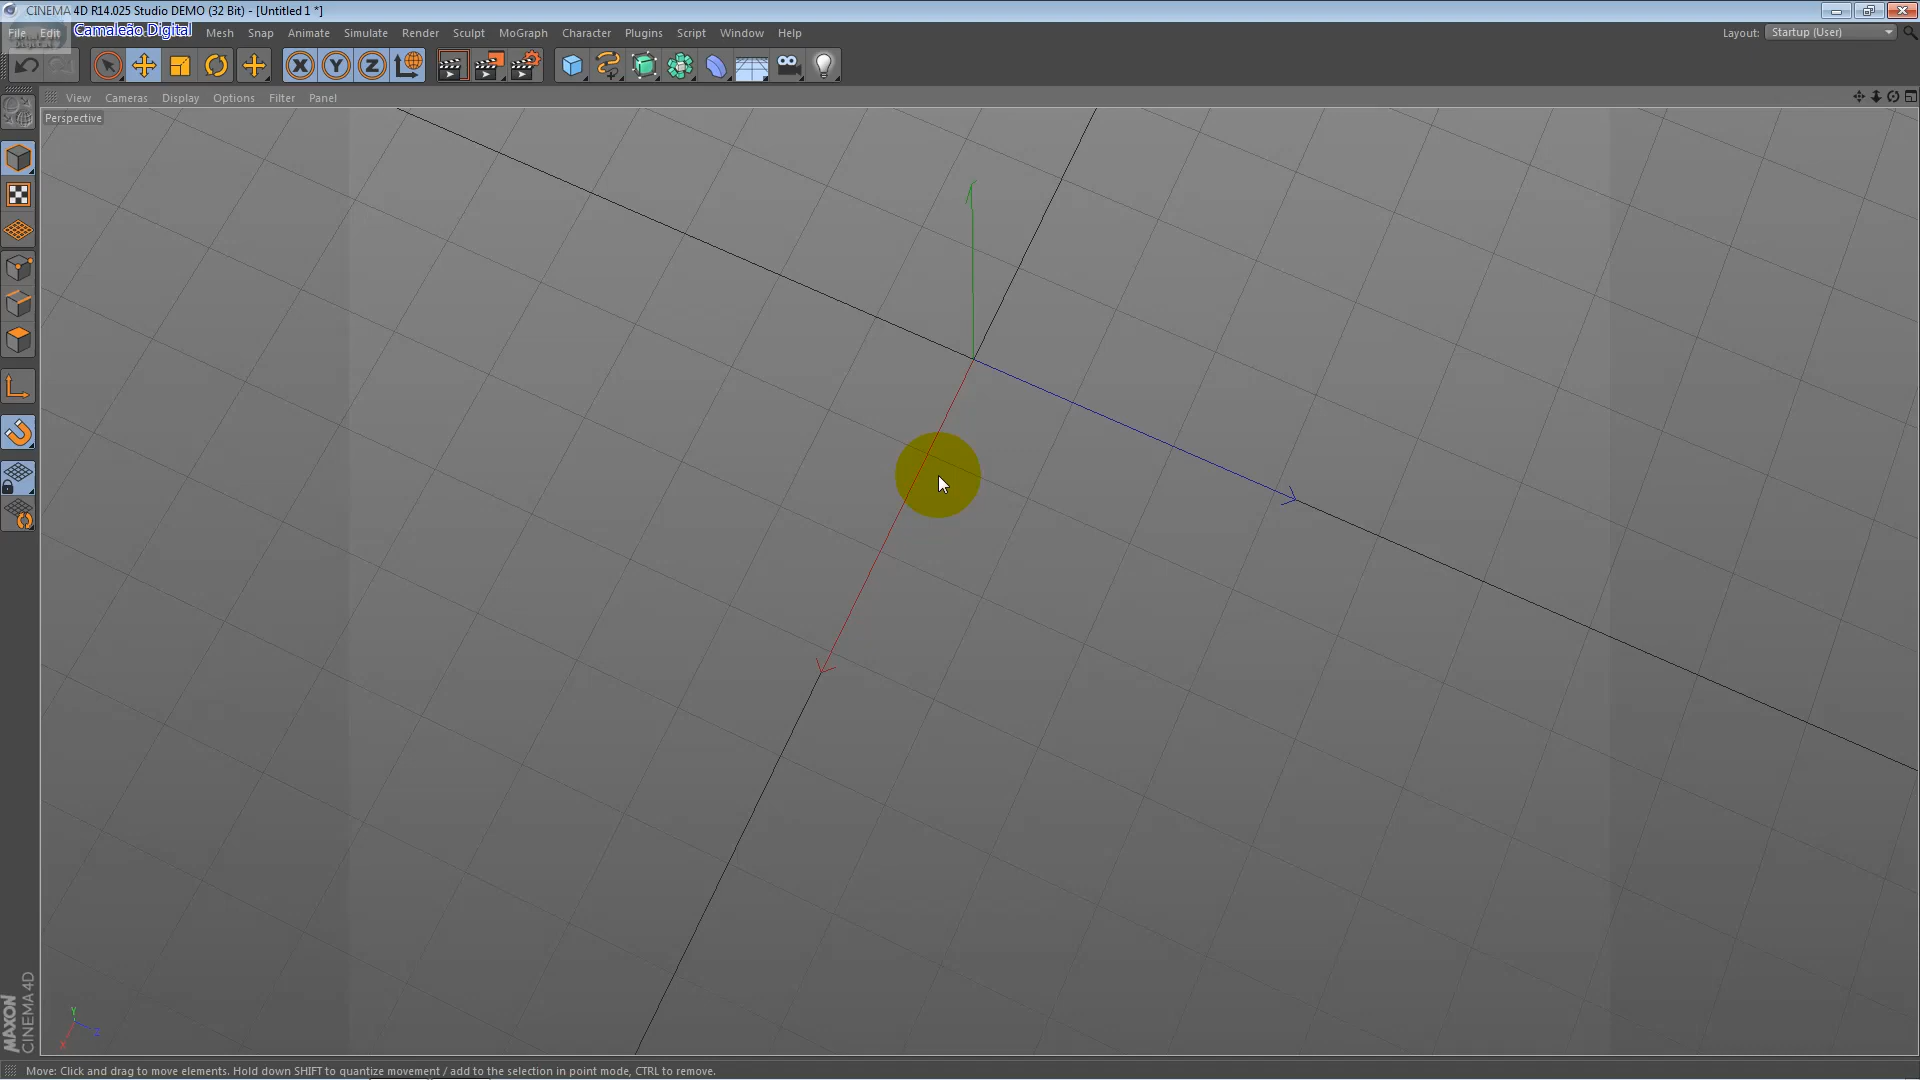 CINEMA 4D R14.025 Studio DEMO (32 Bit) - [Untitled 1 *]
File Edit Camaleão Digital Mesh Snap Animate Simulate Render Sculpt MoGraph Character Plugins Script Window Help Layout: Startup (User)
X Y Z
View Cameras Display Options Filter Panel
Perspective
Y
X
MAXON
CINEMA 4D
Move: Click and drag to move elements. Hold down SHIFT to quantize movement / add to the selection in point mode, CTRL to remove.